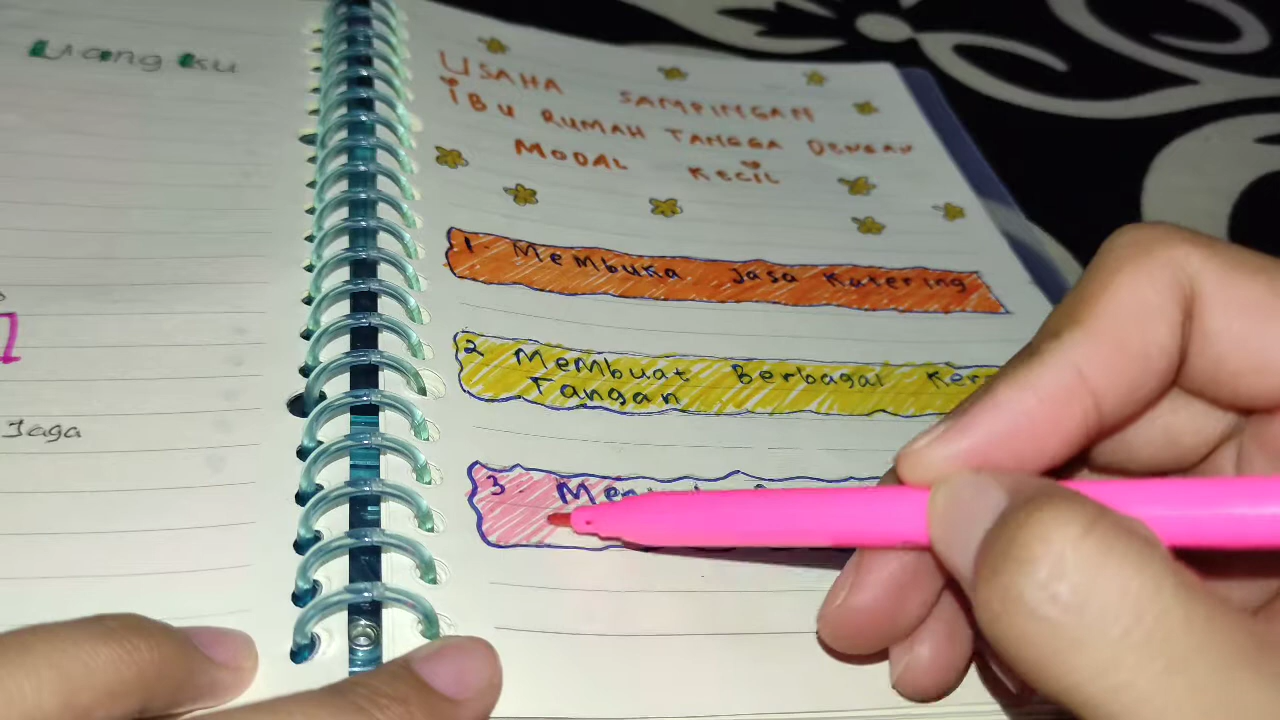 uang ku
Jaga
USAHA SAMPINGAN
IBU RUMAH TANGGA DENGAN
MODAL KECIL
1. Membuka Jasa Katering
2 Membuat Berbagai
Tangan
3.